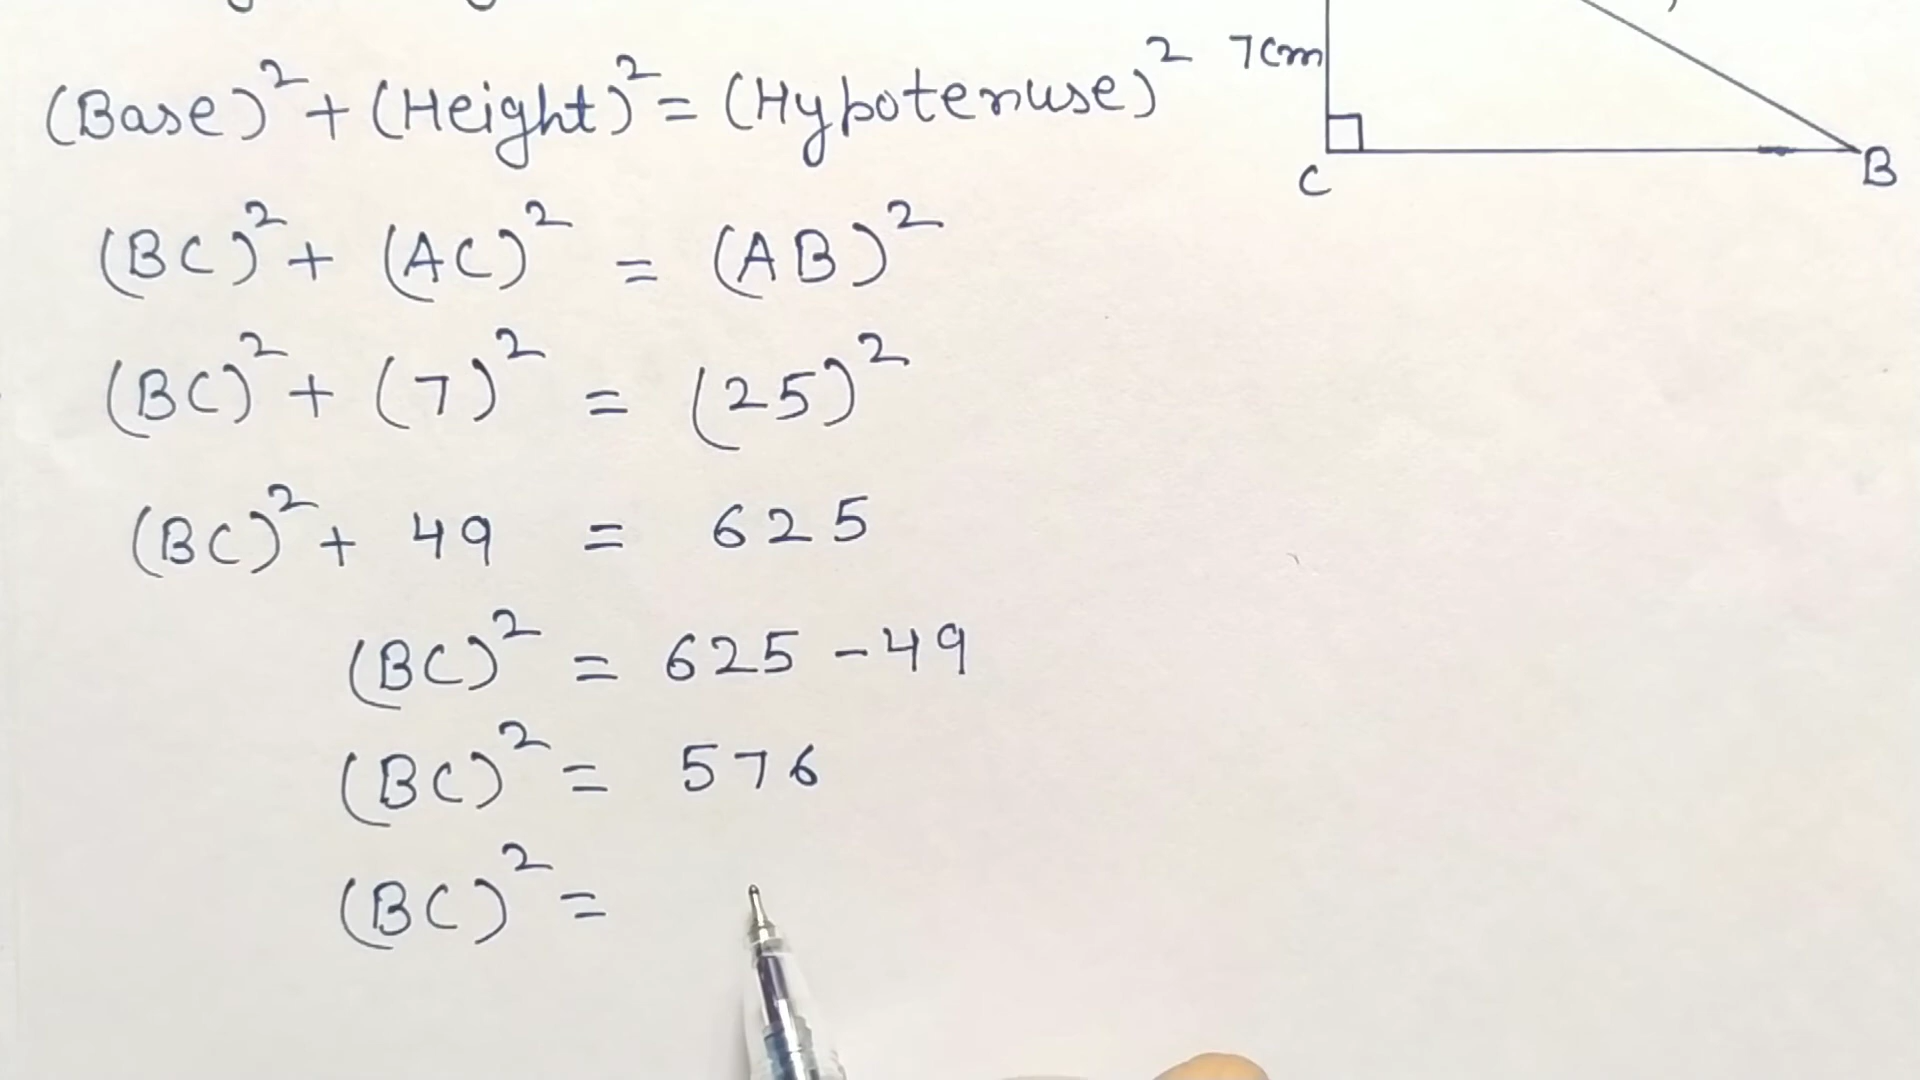 (Base)² + (Height)² = (Hypotenuse)²
7cm
C
B
(BC)² + (AC)² = (AB)²
(BC)² + (7)² = (25)²
(BC)² + 49 = 625
(BC)² = 625 - 49
(BC)² = 576
(BC)² =